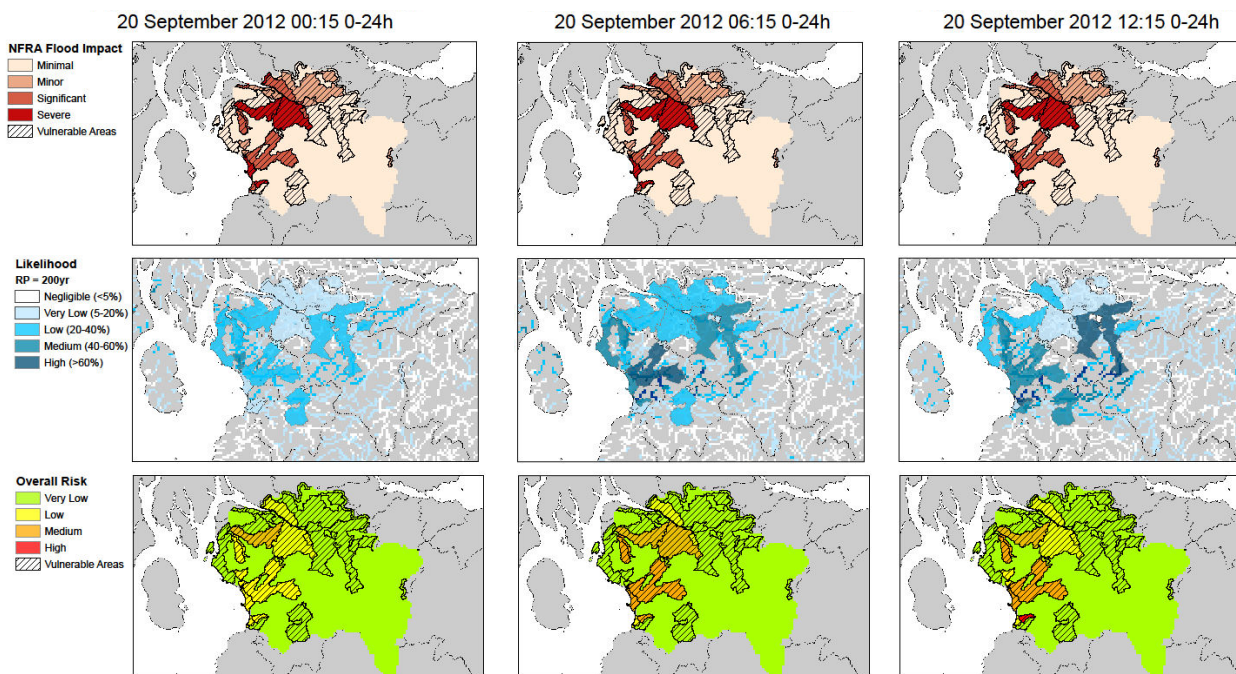 20 September 2012 00:15 0-24h
20 September 2012 06:15 0-24h
20 September 2012 12:15 0-24h
NFRA Flood Impact
Minimal
Minor
Significant
Severe
Vulnerable Areas
Likelihood
RP = 200yr
Negligible (<5%)
Very Low (5-20%)
Low (20-40%)
Medium (40-60%)
High (>60%)
Overall Risk
Very Low
Low
Medium
High
Vulnerable Areas